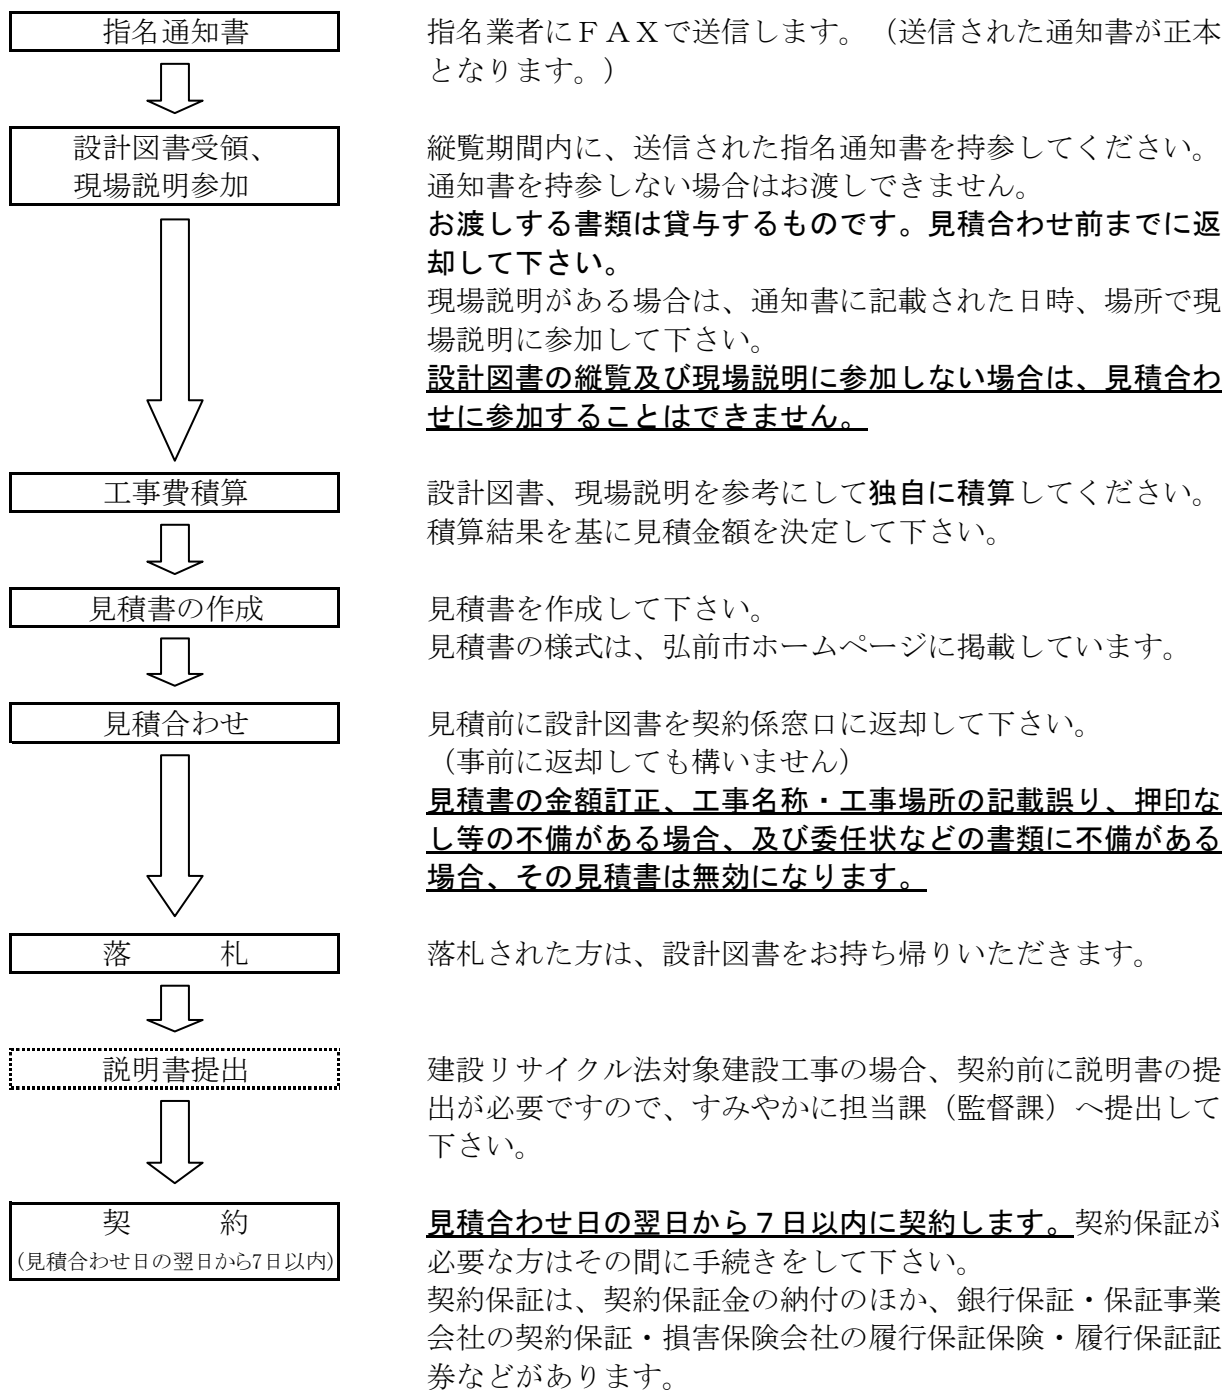 指名通知書
指名業者にＦＡＸで送信します。（送信された通知書が正本
となります。）
設計図書受領、
現場説明参加
縦覧期間内に、送信された指名通知書を持参してください。
通知書を持参しない場合はお渡しできません。
お渡しする書類は貸与するものです。見積合わせ前までに返
却して下さい。
現場説明がある場合は、通知書に記載された日時、場所で現
場説明に参加して下さい。
設計図書の縦覧及び現場説明に参加しない場合は、見積合わ
せに参加することはできません。
工事費積算
設計図書、現場説明を参考にして独自に積算してください。
積算結果を基に見積金額を決定して下さい。
見積書の作成
見積書を作成して下さい。
見積書の様式は、弘前市ホームページに掲載しています。
見積合わせ
見積前に設計図書を契約係窓口に返却して下さい。
（事前に返却しても構いません）
見積書の金額訂正、工事名称・工事場所の記載誤り、押印な
し等の不備がある場合、及び委任状などの書類に不備がある
場合、その見積書は無効になります。
落　　　札
落札された方は、設計図書をお持ち帰りいただきます。
説明書提出
建設リサイクル法対象建設工事の場合、契約前に説明書の提
出が必要ですので、すみやかに担当課（監督課）へ提出して
下さい。
契　　　約
(見積合わせ日の翌日から7日以内)
見積合わせ日の翌日から７日以内に契約します。契約保証が
必要な方はその間に手続きをして下さい。
契約保証は、契約保証金の納付のほか、銀行保証・保証事業
会社の契約保証・損害保険会社の履行保証保険・履行保証証
券などがあります。